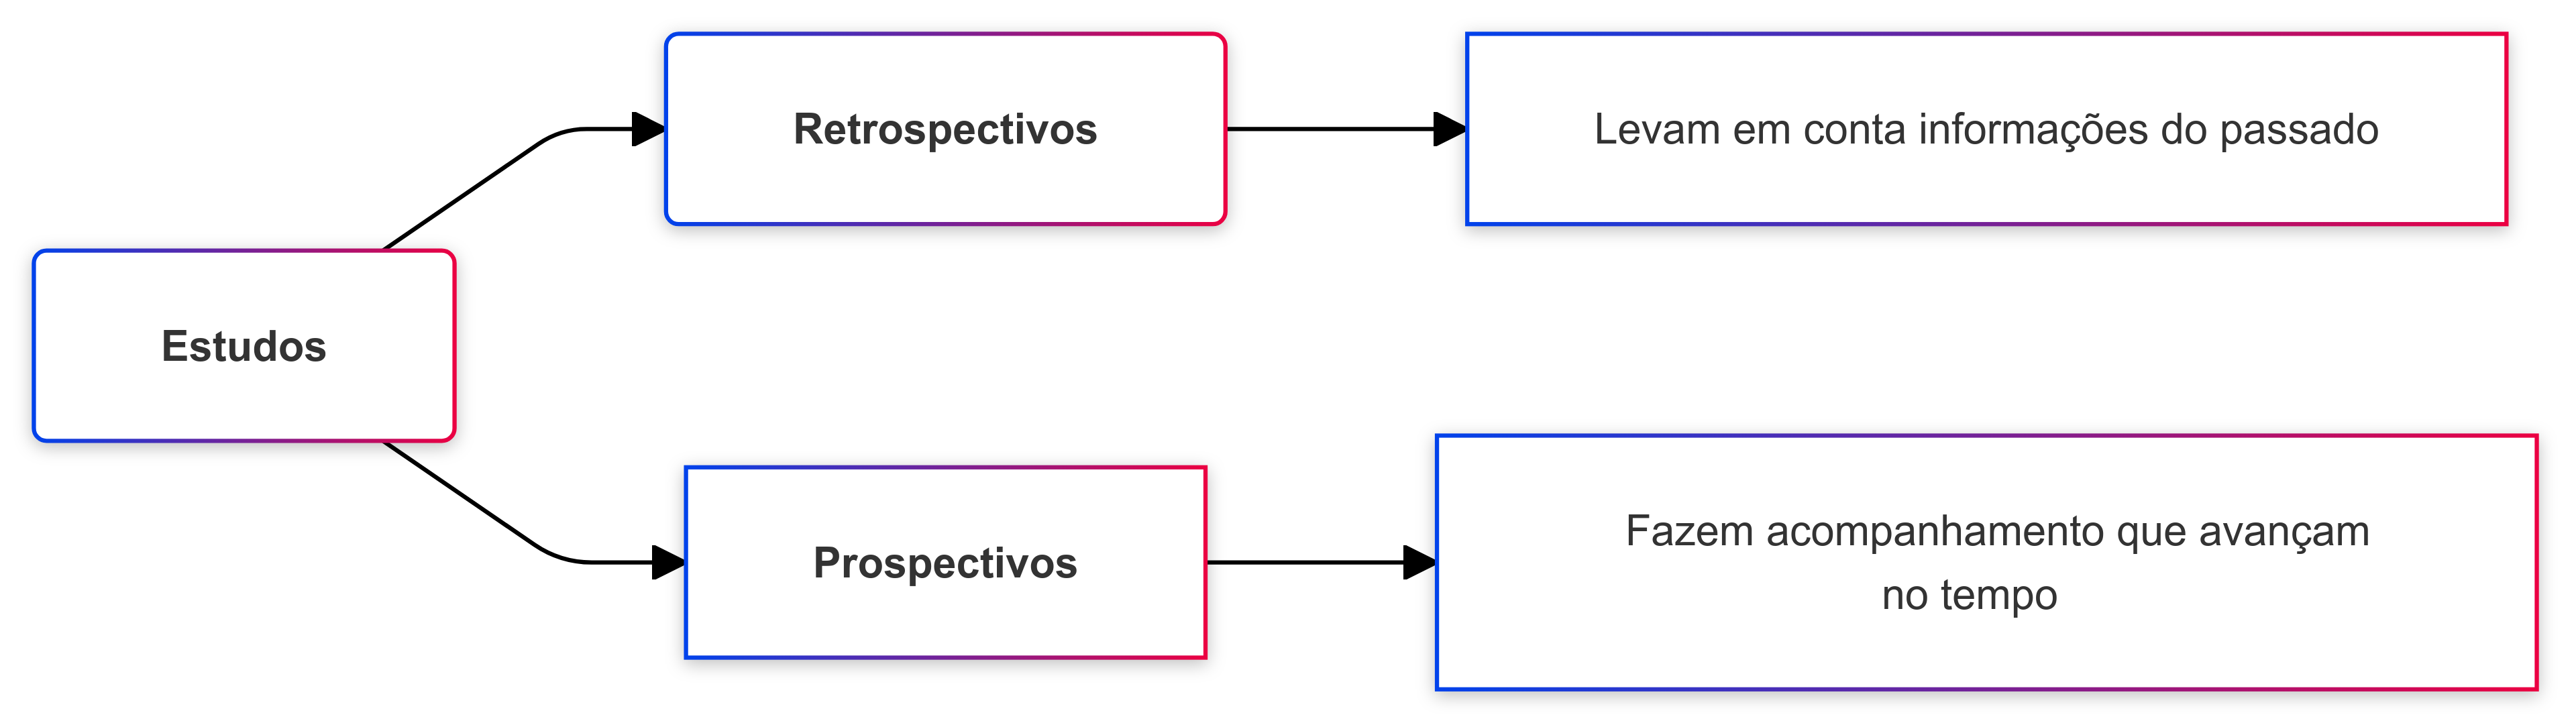 Retrospectivos
Levam em conta informações do passado
Estudos
Prospectivos
Fazem acompanhamento que avançam
no tempo